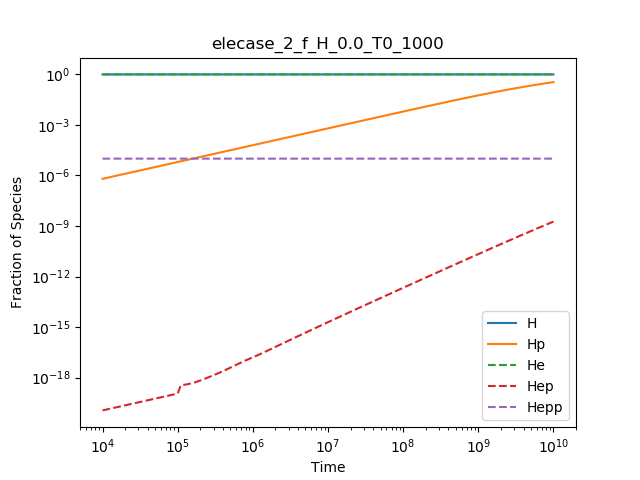 elecase_2_f_H_0.0_T0_1000
Fraction of Species
10^0
10^-3
10^-6
10^-9
10^-12
10^-15
10^-18
H
Hp
He
Hep
Hepp
10^4 10^5 10^6 10^7 10^8 10^9 10^10
Time